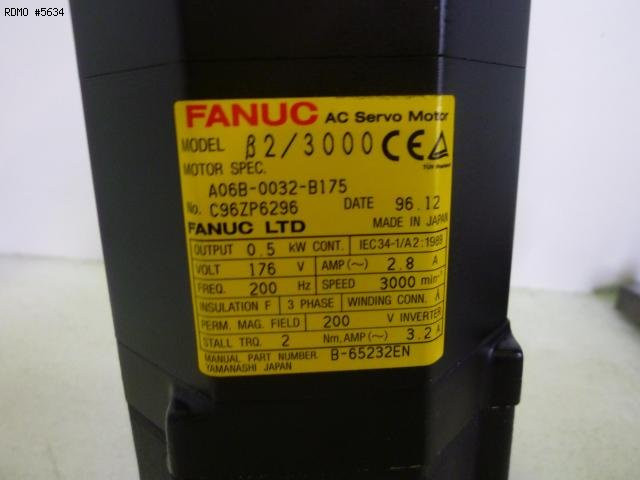 RDMO #5634
FANUC AC Servo Motor
MODEL β2/3000 CE
MOTOR SPEC.
A06B-0032-B175
No. C96ZP6296 DATE 96.12
FANUC LTD MADE IN JAPAN
OUTPUT 0.5 kW CONT. IEC34-1/A2:1989
VOLT 176 V AMP(~) 2.8 A
FREQ. 200 Hz SPEED 3000 min⁻¹
INSULATION F 3 PHASE WINDING CONN.
PERM. MAG. FIELD 200 V INVERTER
STALL TRQ. 2 Nm, AMP(~) 3.2 A
MANUAL PART NUMBER B-65232EN
YAMANASHI JAPAN